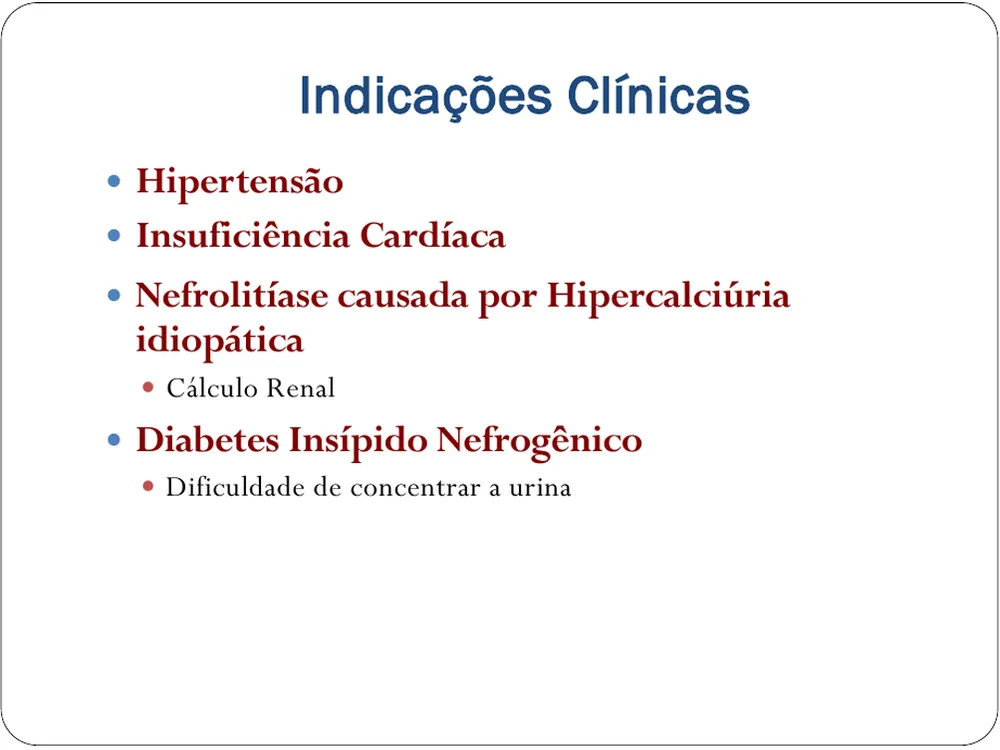 Indicações Clínicas
Hipertensão
Insuficiência Cardíaca
Nefrolitíase causada por Hipercalciúria
idiopática
Cálculo Renal
Diabetes Insípido Nefrogênico
Dificuldade de concentrar a urina